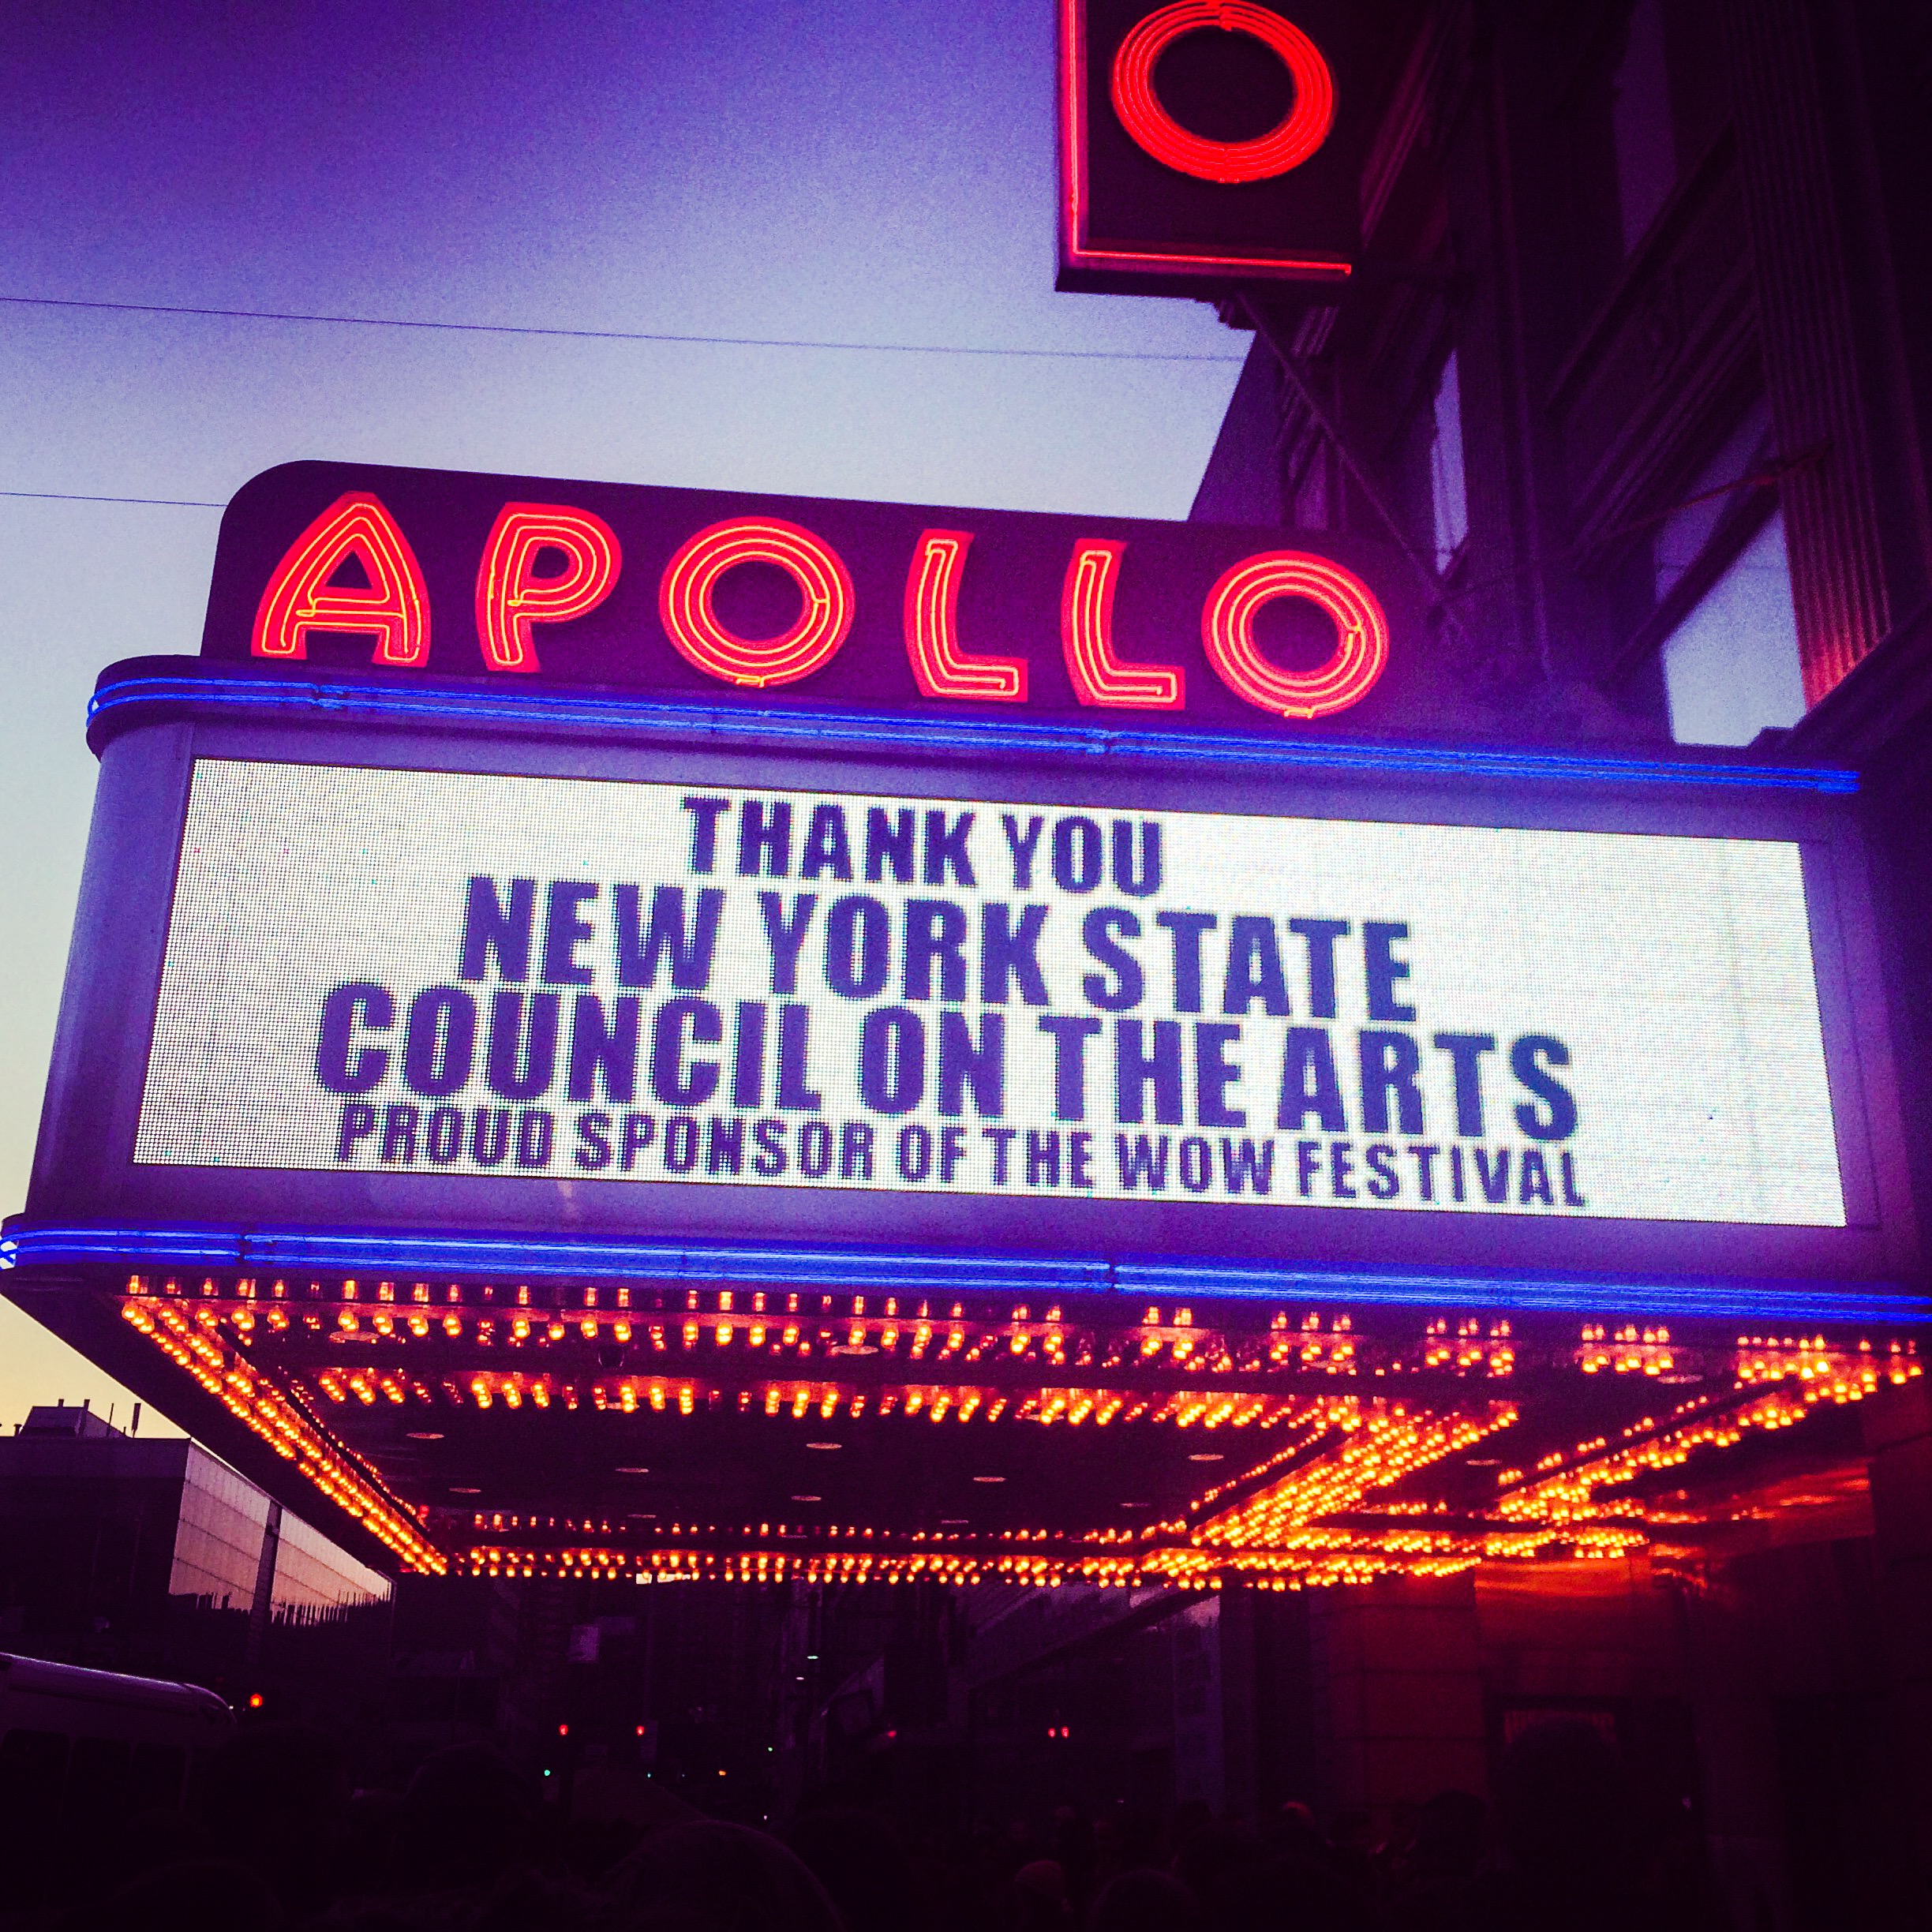 O
APOLLO
THANK YOU
NEW YORK STATE
COUNCIL ON THE ARTS
PROUD SPONSOR OF THE WOW FESTIVAL